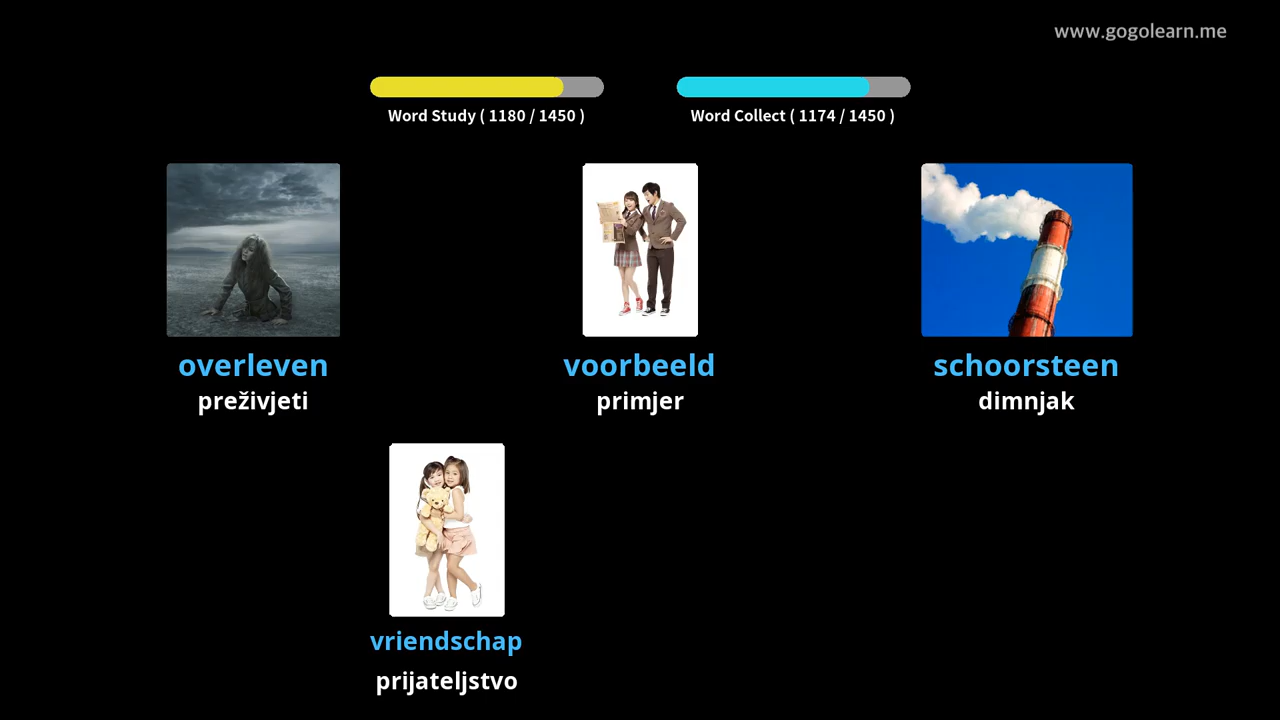 www.gogolearn.me
Word Study ( 1180 / 1450 )
Word Collect ( 1174 / 1450 )
overleven
preživjeti
voorbeeld
primjer
schoorsteen
dimnjak
vriendschap
prijateljstvo